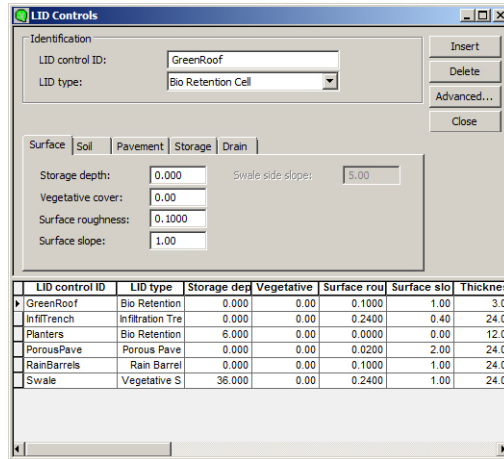 LID Controls
Identification
LID control ID: GreenRoof
LID type: Bio Retention Cell
Insert
Delete
Advanced...
Close
Surface Soil Pavement Storage Drain
Storage depth: 0.000 Swale side slope: 5.00
Vegetative cover: 0.00
Surface roughness: 0.1000
Surface slope: 1.00
LID control ID LID type Storage dep Vegetative Surface rou Surface slo Thicknes
GreenRoof Bio Retention 0.000 0.00 0.1000 1.00 3.0
InfilTrench Infiltration Tre 0.000 0.00 0.2400 0.40 24.0
Planters Bio Retention 6.000 0.00 0.0000 0.00 12.0
PorousPave Porous Pave 0.000 0.00 0.0200 2.00 24.0
RainBarrels Rain Barrel 0.000 0.00 0.1000 1.00 24.0
Swale Vegetative S 36.000 0.00 0.2400 1.00 24.0